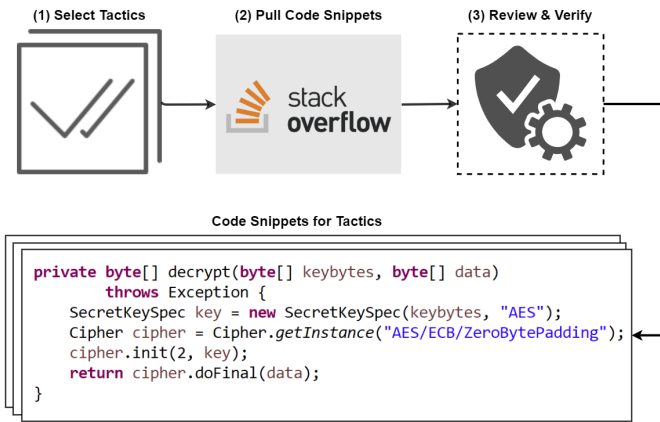 (1) Select Tactics
(2) Pull Code Snippets
(3) Review & Verify
stack
overflow
Code Snippets for Tactics
private byte[] decrypt(byte[] keybytes, byte[] data)
        throws Exception {
    SecretKeySpec key = new SecretKeySpec(keybytes, "AES");
    Cipher cipher = Cipher.getInstance("AES/ECB/ZeroBytePadding");
    cipher.init(2, key);
    return cipher.doFinal(data);
}